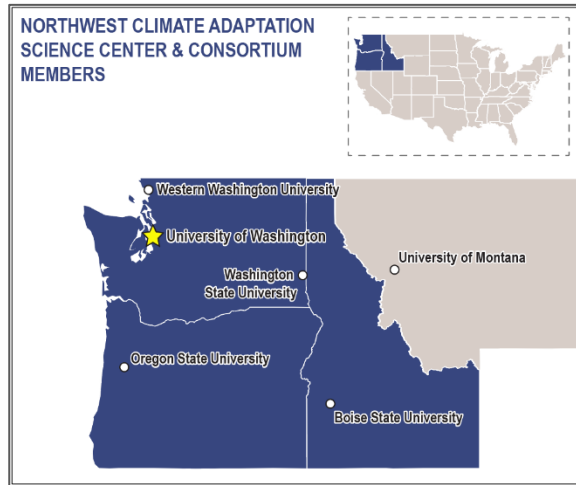 NORTHWEST CLIMATE ADAPTATION
SCIENCE CENTER & CONSORTIUM
MEMBERS
Western Washington University
University of Washington
University of Montana
Washington
State University
Oregon State University
Boise State University